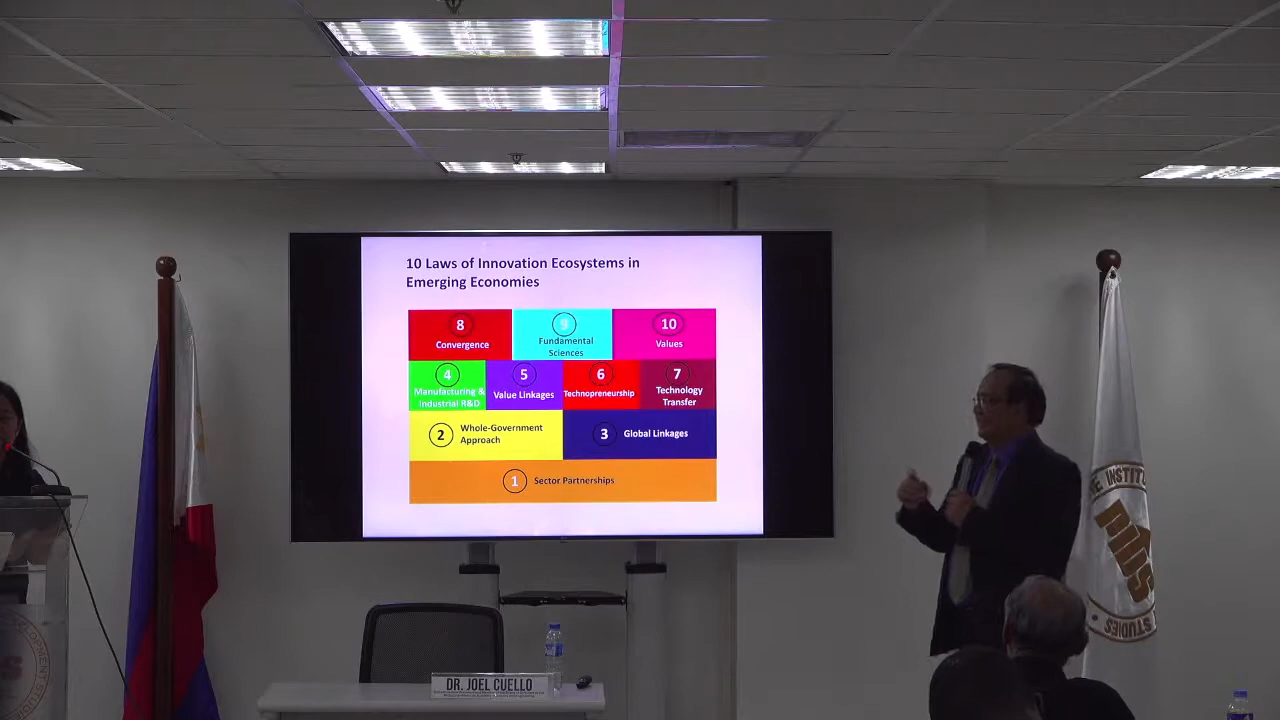 10 Laws of Innovation Ecosystems in
Emerging Economies
8
Convergence
9
Fundamental
Sciences
10
Values
4
Manufacturing &
Industrial R&D
5
Value Linkages
6
Technopreneurship
7
Technology
Transfer
2
Whole-Government
Approach
3
Global Linkages
1
Sector Partnerships
DR. JOEL CUELLO
STUDIES